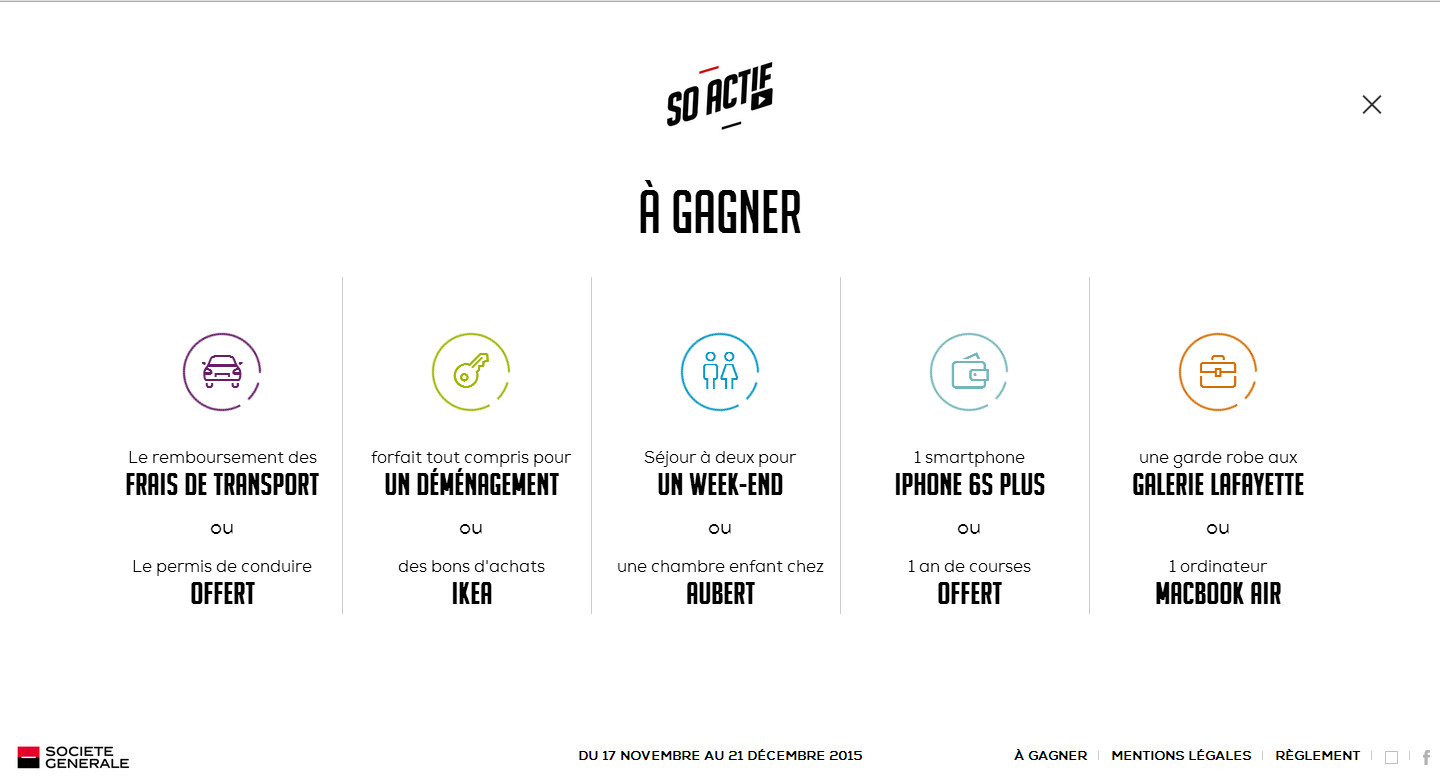 SO ACTIF
À GAGNER
Le remboursement des
FRAIS DE TRANSPORT
ou
Le permis de conduire
OFFERT
forfait tout compris pour
UN DÉMÉNAGEMENT
ou
des bons d'achats
IKEA
Séjour à deux pour
UN WEEK-END
ou
une chambre enfant chez
AUBERT
1 smartphone
IPHONE 6S PLUS
ou
1 an de courses
OFFERT
une garde robe aux
GALERIE LAFAYETTE
ou
1 ordinateur
MACBOOK AIR
SOCIETE
GENERALE
DU 17 NOVEMBRE AU 21 DÉCEMBRE 2015
À GAGNER
MENTIONS LÉGALES
RÈGLEMENT